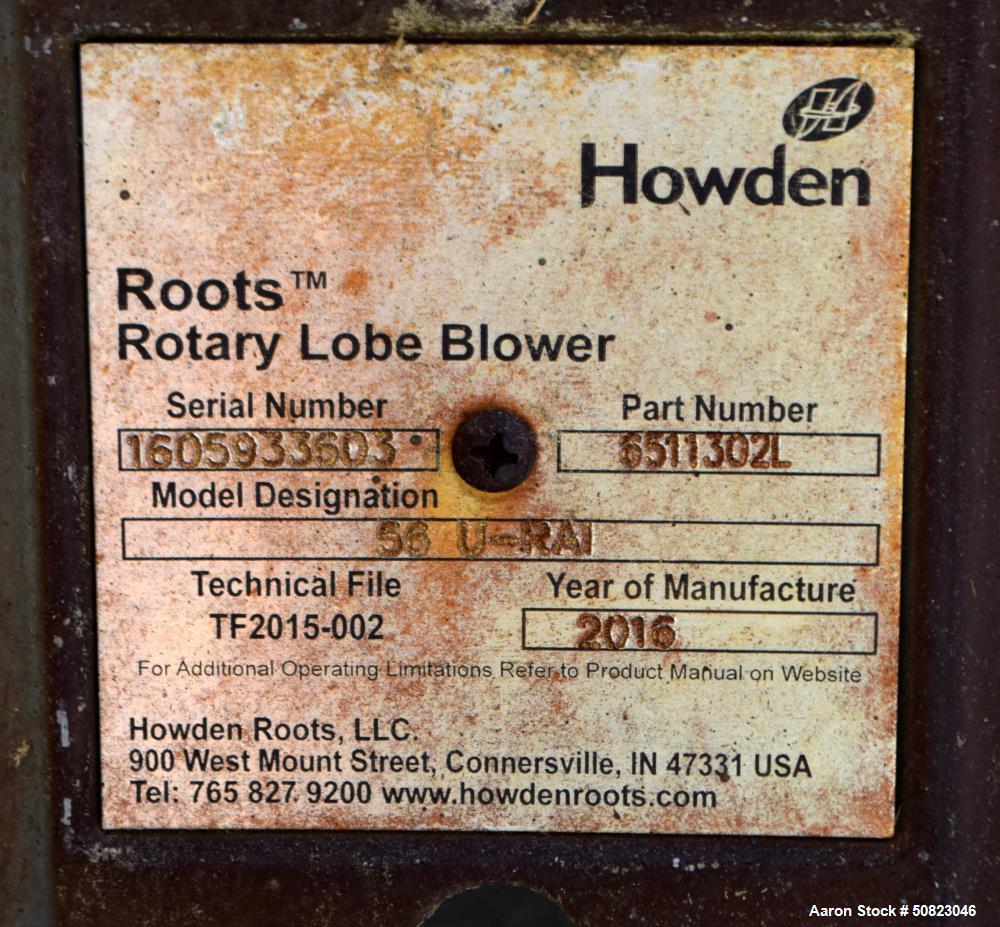 Howden
Roots™
Rotary Lobe Blower
Serial Number
Part Number
1605933603
6511302L
Model Designation
56 U-RAI
Technical File
Year of Manufacture
TF2015-002
2016
For Additional Operating Limitations Refer to Product Manual on Website
Howden Roots, LLC.
900 West Mount Street, Connersville, IN 47331 USA
Tel: 765 827 9200 www.howdenroots.com
Aaron Stock # 50823046